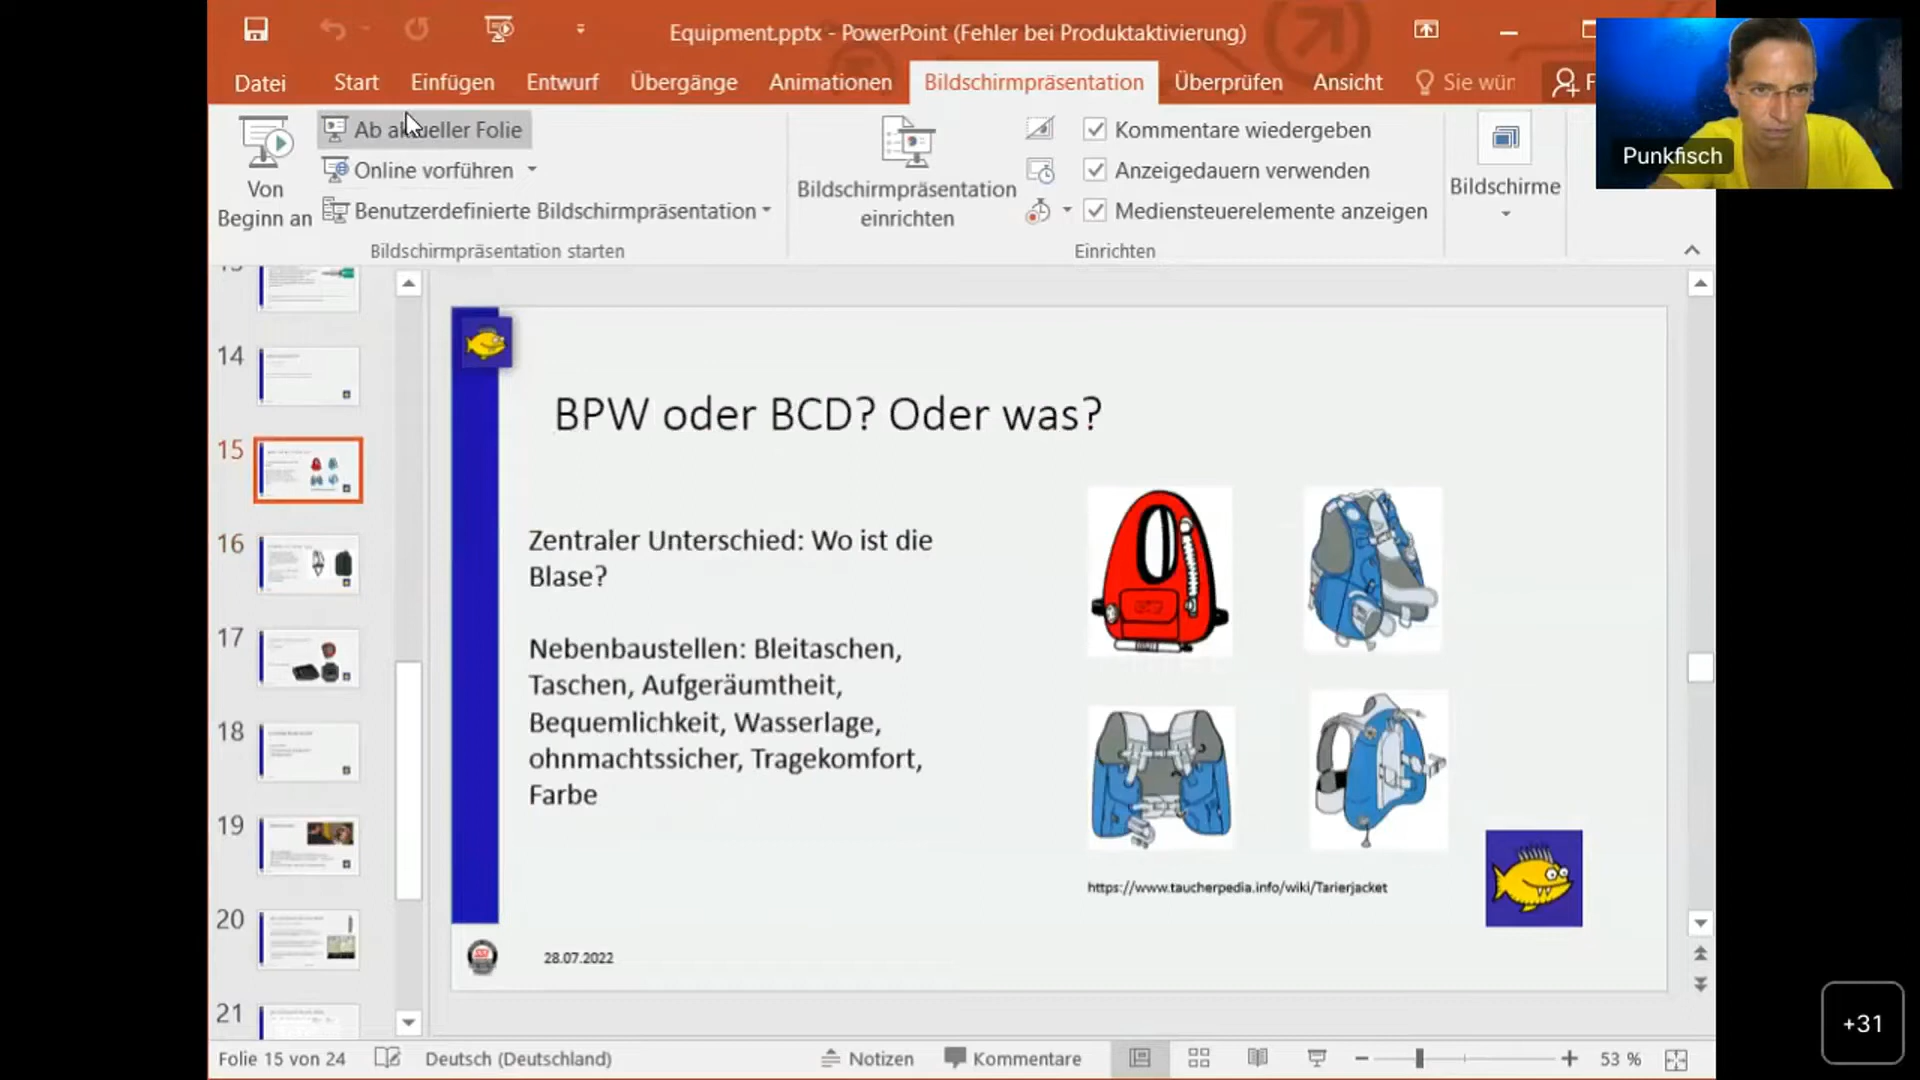 Equipment.pptx - PowerPoint (Fehler bei Produktaktivierung)
Datei Start Einfügen Entwurf Übergänge Animationen Bildschirmpräsentation Überprüfen Ansicht Sie wün F
Punkfisch
Von Beginn an
Ab aktueller Folie
Online vorführen
Benutzerdefinierte Bildschirmpräsentation
Bildschirmpräsentation starten
Bildschirmpräsentation einrichten
Kommentare wiedergeben
Anzeigedauern verwenden
Mediensteuerelemente anzeigen
Einrichten
Bildschirme
14
15
16
17
18
19
20
21
BPW oder BCD? Oder was?
Zentraler Unterschied: Wo ist die
Blase?
Nebenbaustellen: Bleitaschen,
Taschen, Aufgeräumtheit,
Bequemlichkeit, Wasserlage,
ohnmachtssicher, Tragekomfort,
Farbe
https://www.taucherpedia.info/wiki/Tarierjacket
28.07.2022
Folie 15 von 24 Deutsch (Deutschland) Notizen Kommentare 53 %
+31